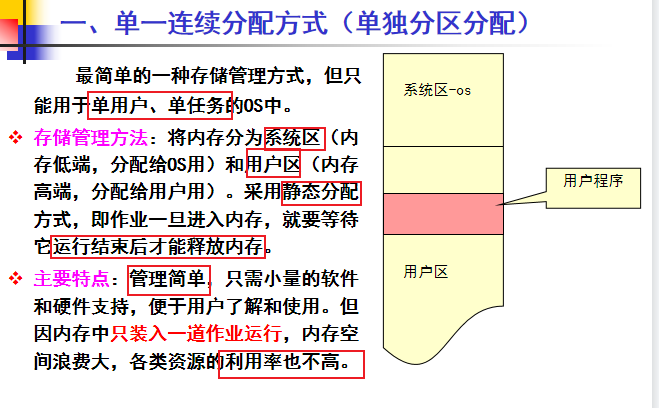 一、单一连续分配方式（单独分区分配）
最简单的一种存储管理方式，但只
能用于单用户、单任务的OS中。
存储管理方法：将内存分为系统区（内
存低端，分配给OS用）和用户区（内存
高端，分配给用户用）。采用静态分配
方式，即作业一旦进入内存，就要等待
它运行结束后才能释放内存。
主要特点：管理简单，只需小量的软件
和硬件支持，便于用户了解和使用。但
因内存中只装入一道作业运行，内存空
间浪费大，各类资源的利用率也不高。
系统区-os
用户程序
用户区